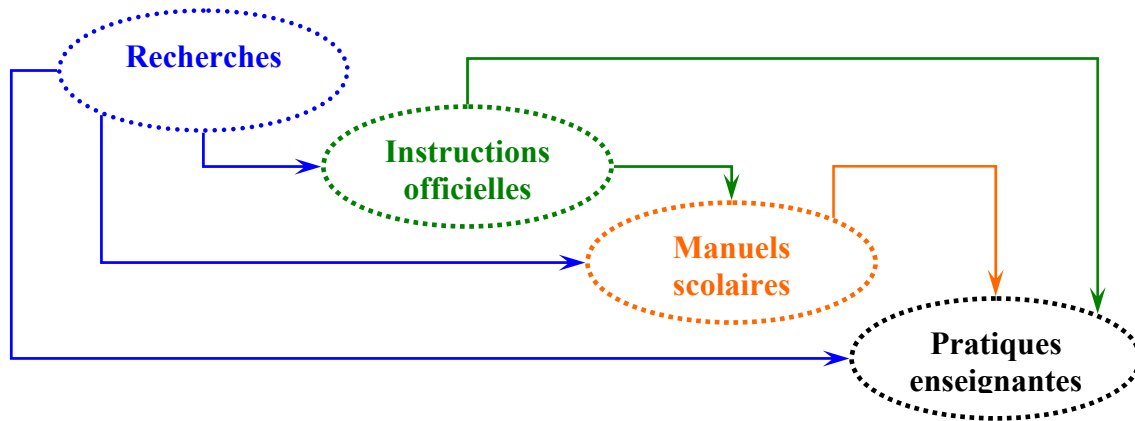 Recherches
Instructions
officielles
Manuels
scolaires
Pratiques
enseignantes